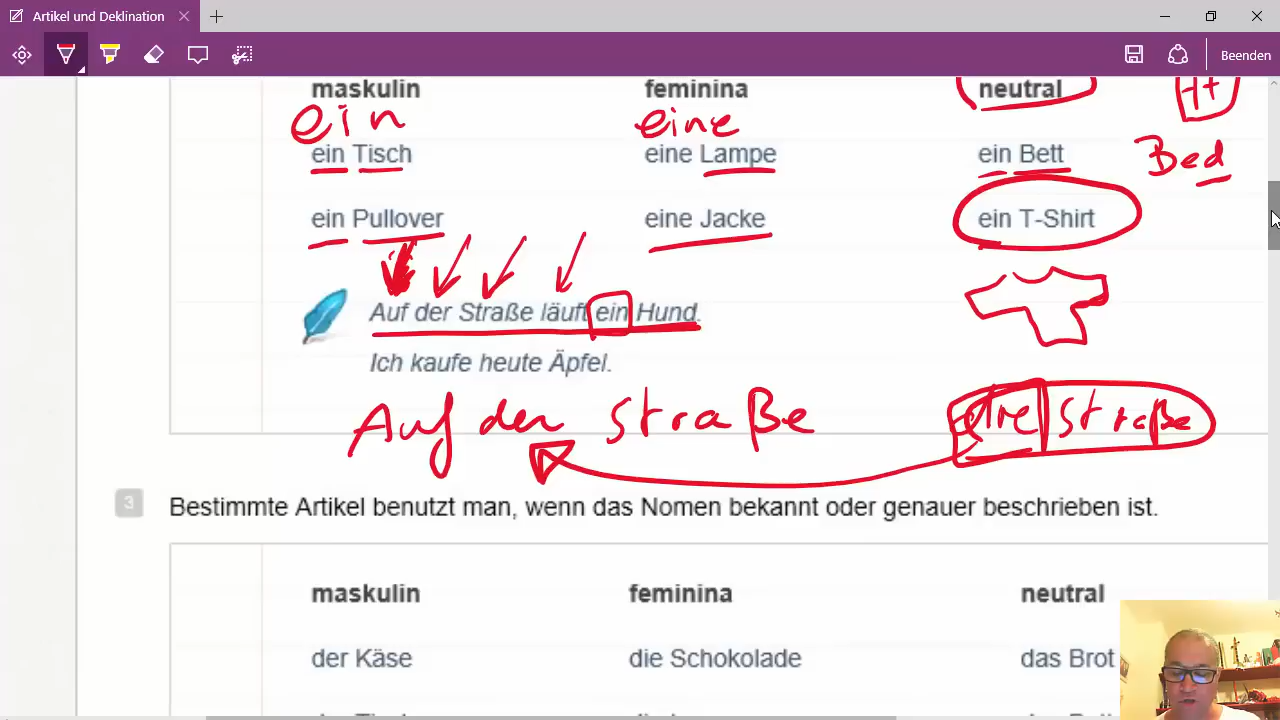 Artikel und Deklination
Beenden
maskulin feminina neutral
ein eine
ein Tisch eine Lampe ein Bett Bed
ein Pullover eine Jacke ein T-Shirt
Auf der Straße läuft ein Hund.
Ich kaufe heute Äpfel.
Auf der Straße die Straße
3 Bestimmte Artikel benutzt man, wenn das Nomen bekannt oder genauer beschrieben ist.
maskulin feminina neutral
der Käse die Schokolade das Brot